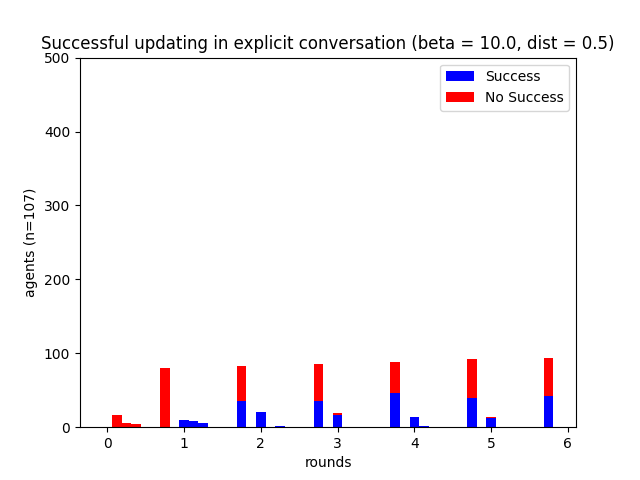 Successful updating in explicit conversation (beta = 10.0, dist = 0.5)
500
400
300
200
100
0
agents (n=107)
Success
No Success
0 1 2 3 4 5 6
rounds